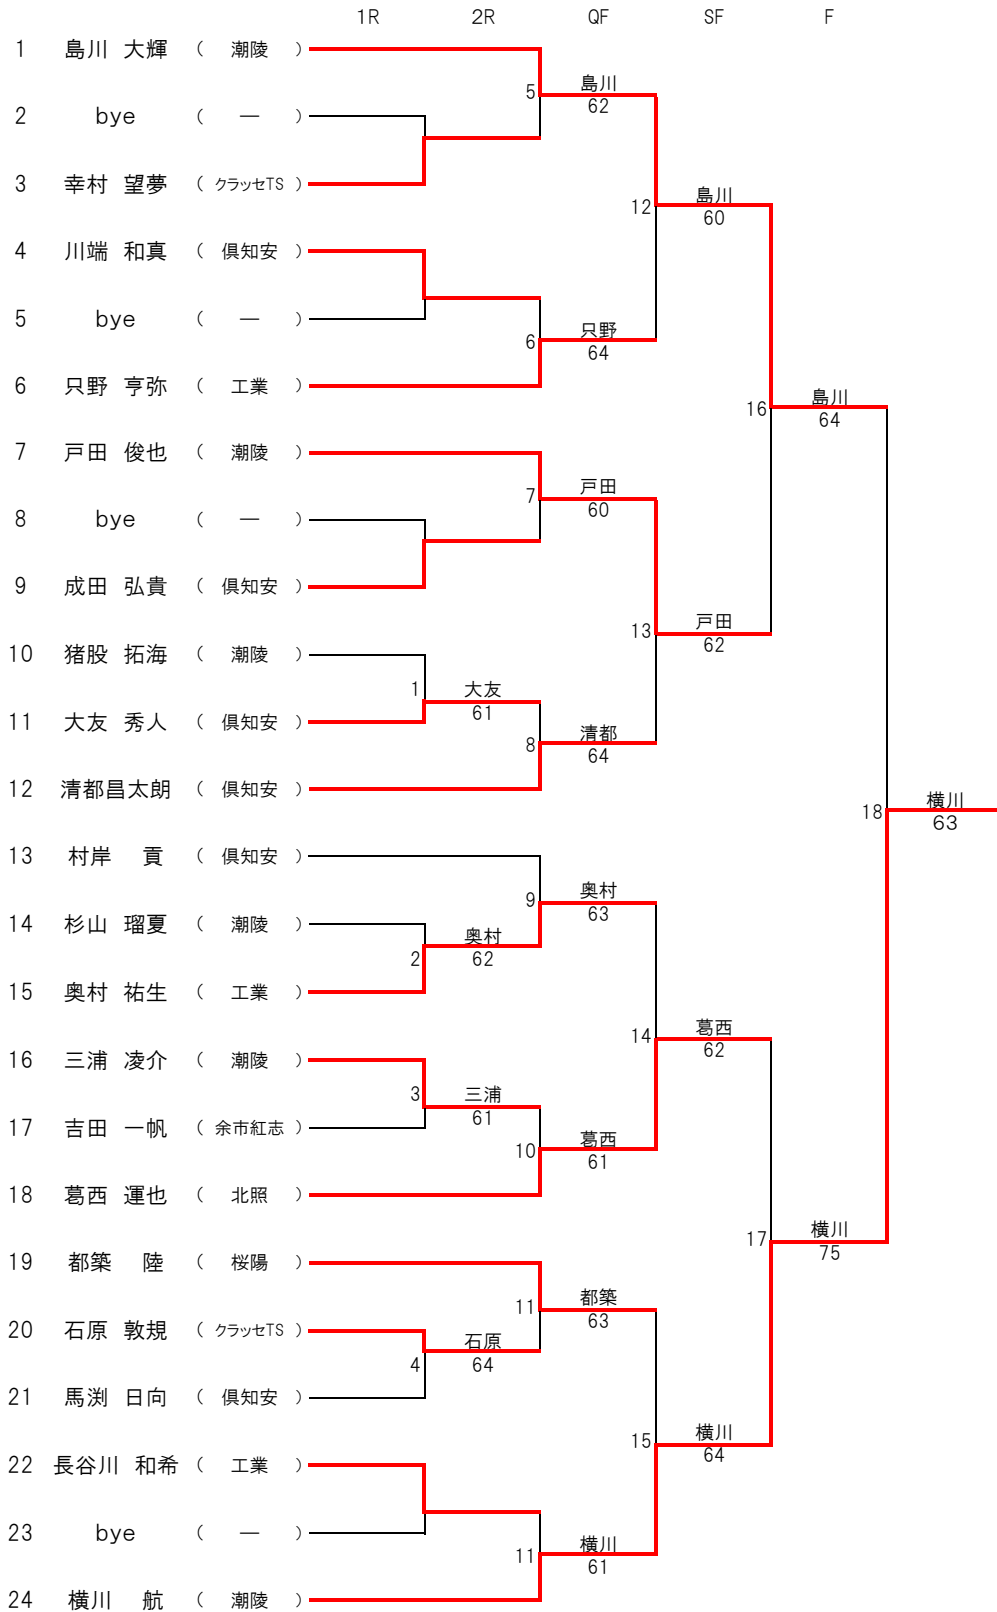 1R 2R QF SF F
1 島川 大輝 ( 潮陵 )
島川
5
62
2 bye ( — )
3 幸村 望夢 ( クラッセTS )
島川
12
60
4 川端 和真 ( 倶知安 )
5 bye ( — )
只野
6
64
6 只野 亨弥 ( 工業 )
島川
16
64
7 戸田 俊也 ( 潮陵 )
戸田
7
60
8 bye ( — )
9 成田 弘貴 ( 倶知安 )
戸田
13
62
10 猪股 拓海 ( 潮陵 )
1
大友
61
11 大友 秀人 ( 倶知安 )
清都
8
64
12 清都昌太朗 ( 倶知安 )
横川
18
63
13 村岸 貢 ( 倶知安 )
奥村
9
63
14 杉山 瑠夏 ( 潮陵 )
奥村
2
62
15 奥村 祐生 ( 工業 )
葛西
14
62
16 三浦 凌介 ( 潮陵 )
3
三浦
61
17 吉田 一帆 ( 余市紅志 )
葛西
10
61
18 葛西 運也 ( 北照 )
横川
17
75
19 都築 陸 ( 桜陽 )
都築
11
63
20 石原 敦規 ( クラッセTS )
石原
4
64
21 馬渕 日向 ( 倶知安 )
横川
15
64
22 長谷川 和希 ( 工業 )
23 bye ( — )
横川
11
61
24 横川 航 ( 潮陵 )